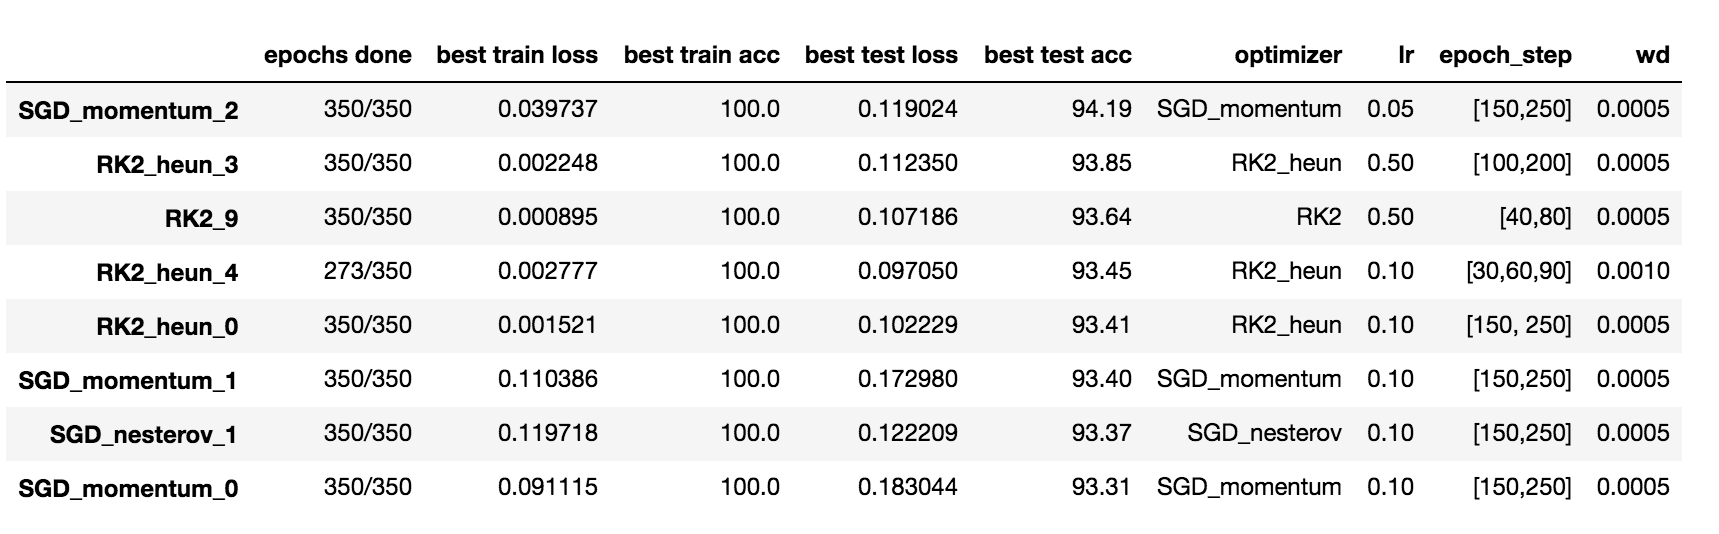 epochs done best train loss best train acc best test loss best test acc optimizer lr epoch_step wd
SGD_momentum_2 350/350 0.039737 100.0 0.119024 94.19 SGD_momentum 0.05 [150,250] 0.0005
RK2_heun_3 350/350 0.002248 100.0 0.112350 93.85 RK2_heun 0.50 [100,200] 0.0005
RK2_9 350/350 0.000895 100.0 0.107186 93.64 RK2 0.50 [40,80] 0.0005
RK2_heun_4 273/350 0.002777 100.0 0.097050 93.45 RK2_heun 0.10 [30,60,90] 0.0010
RK2_heun_0 350/350 0.001521 100.0 0.102229 93.41 RK2_heun 0.10 [150, 250] 0.0005
SGD_momentum_1 350/350 0.110386 100.0 0.172980 93.40 SGD_momentum 0.10 [150,250] 0.0005
SGD_nesterov_1 350/350 0.119718 100.0 0.122209 93.37 SGD_nesterov 0.10 [150,250] 0.0005
SGD_momentum_0 350/350 0.091115 100.0 0.183044 93.31 SGD_momentum 0.10 [150,250] 0.0005